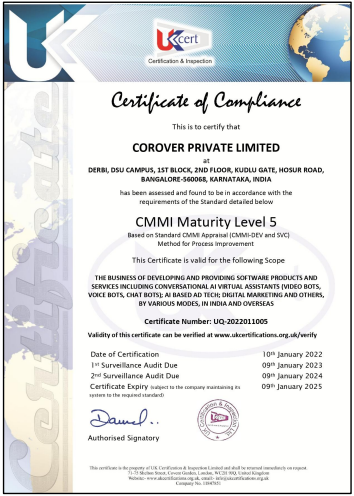 UK
UKcert
Certification & Inspection
Certificate of Compliance
This is to certify that
COROVER PRIVATE LIMITED
at
DERBI, DSU CAMPUS, 1ST BLOCK, 2ND FLOOR, KUDLU GATE, HOSUR ROAD,
BANGALORE-560068, KARNATAKA, INDIA
has been assessed and found to be in accordance with the
requirements of the Standard detailed below
CMMI Maturity Level 5
Based on Standard CMMI Appraisal (CMMI-DEV and SVC)
Method for Process Improvement
This Certificate is valid for the following Scope
THE BUSINESS OF DEVELOPING AND PROVIDING SOFTWARE PRODUCTS AND
SERVICES INCLUDING CONVERSATIONAL AI VIRTUAL ASSISTANTS (VIDEO BOTS,
VOICE BOTS, CHAT BOTS); AI BASED AD TECH; DIGITAL MARKETING AND OTHERS,
BY VARIOUS MODES, IN INDIA AND OVERSEAS
Certificate Number: UQ-2022011005
Validity of this certificate can be verified at www.ukcertifications.org.uk/verify
Date of Certification 10th January 2022
1st Surveillance Audit Due 09th January 2023
2nd Surveillance Audit Due 09th January 2024
Certificate Expiry (subject to the company maintaining its 09th January 2025
system to the required standard)
Authorised Signatory
This certificate is the property of UK Certification & Inspection Limited and shall be returned immediately on request.
71-75 Shelton Street, Covent Garden, London, WC2H 9JQ, United Kingdom
Website:- www.ukcertifications.org.uk, email:- info@ukcertifications.org.uk
Certificate